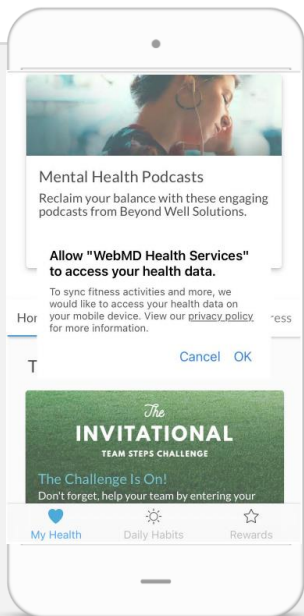 Mental Health Podcasts
Reclaim your balance with these engaging
podcasts from Beyond Well Solutions.
Allow "WebMD Health Services"
to access your health data.
To sync fitness activities and more, we
would like to access your health data on
your mobile device. View our privacy policy
for more information.
Cancel OK
The
INVITATIONAL
TEAM STEPS CHALLENGE
The Challenge Is On!
Don't forget, help your team by entering your
My Health Daily Habits Rewards